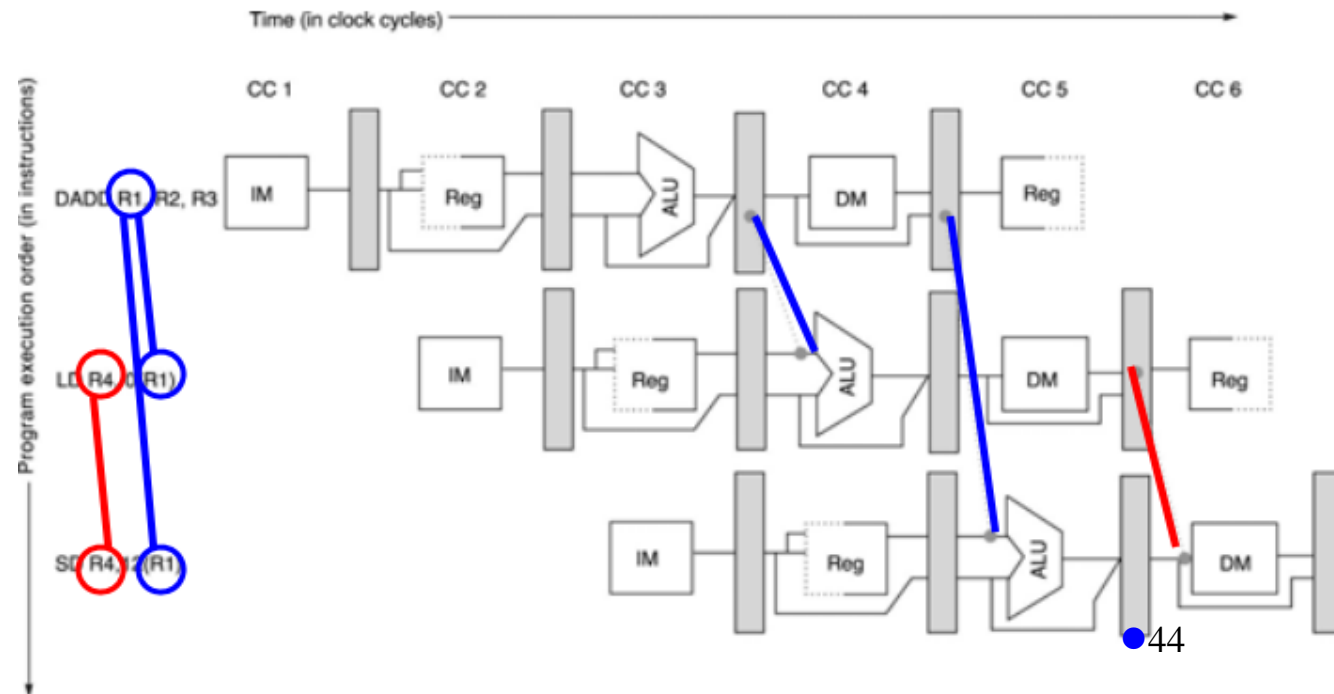 Time (in clock cycles)
Program execution order (in instructions)
CC 1 CC 2 CC 3 CC 4 CC 5 CC 6
DADD R1, R2, R3 IM Reg ALU DM Reg
LD R4, 0(R1) IM Reg ALU DM Reg
SD R4,12(R1) IM Reg ALU DM
44